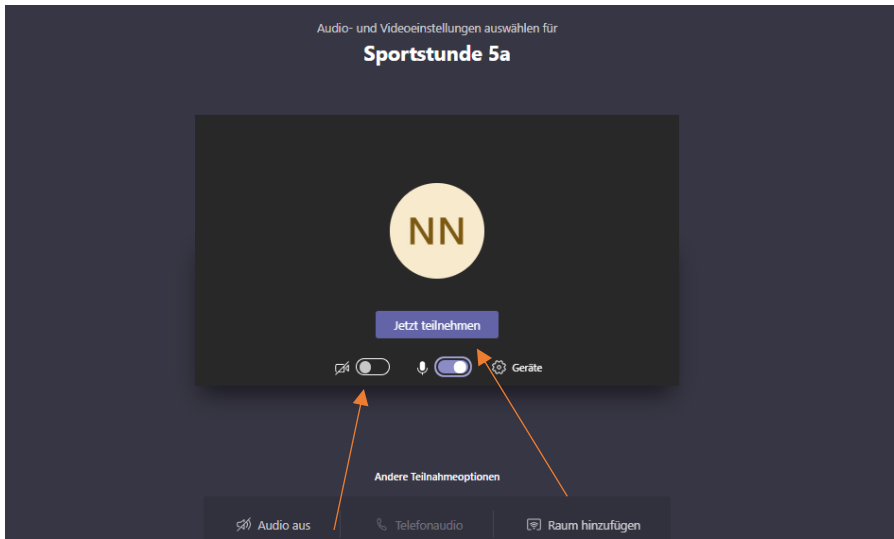 Audio- und Videoeinstellungen auswählen für
Sportstunde 5a
NN
Jetzt teilnehmen
Geräte
Andere Teilnahmeoptionen
Audio aus
Telefonaudio
Raum hinzufügen